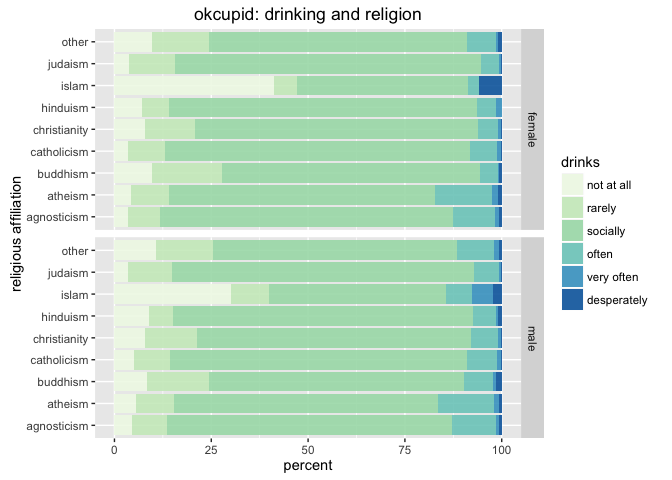 okcupid: drinking and religion
religious affiliation
other
judaism
islam
hinduism
christianity
catholicism
buddhism
atheism
agnosticism
female
other
judaism
islam
hinduism
christianity
catholicism
buddhism
atheism
agnosticism
male
0 25 50 75 100
percent
drinks
not at all
rarely
socially
often
very often
desperately